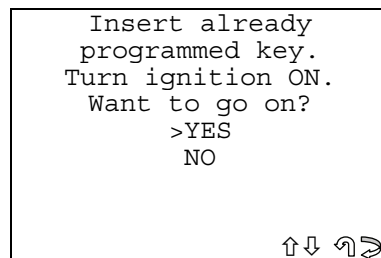 Insert already
programmed key.
Turn ignition ON.
Want to go on?
>YES
NO